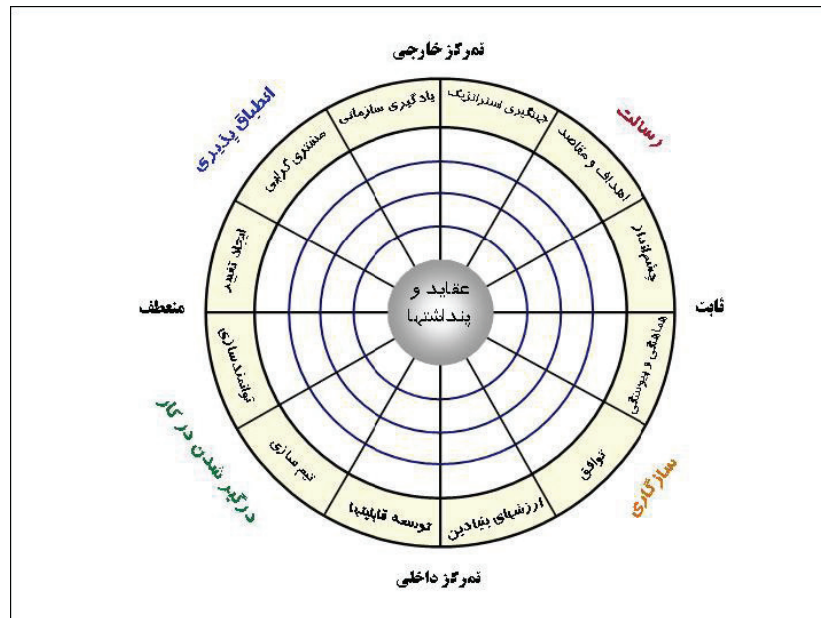 تمرکز خارجی
رسالت
انطباق پذیری
جهتگیری استراتژیک
یادگیری سازمانی
اهداف و مقاصد
مشتری گرایی
چشم‌انداز
ایجاد تغییر
عقاید و
پنداشتها
ثابت
منعطف
هماهنگی و پیوستگی
توانمندسازی
توافق
تیم سازی
ارزشهای بنیادین
توسعه قابلیتها
سازگاری
درگیر شدن در کار
تمرکز داخلی